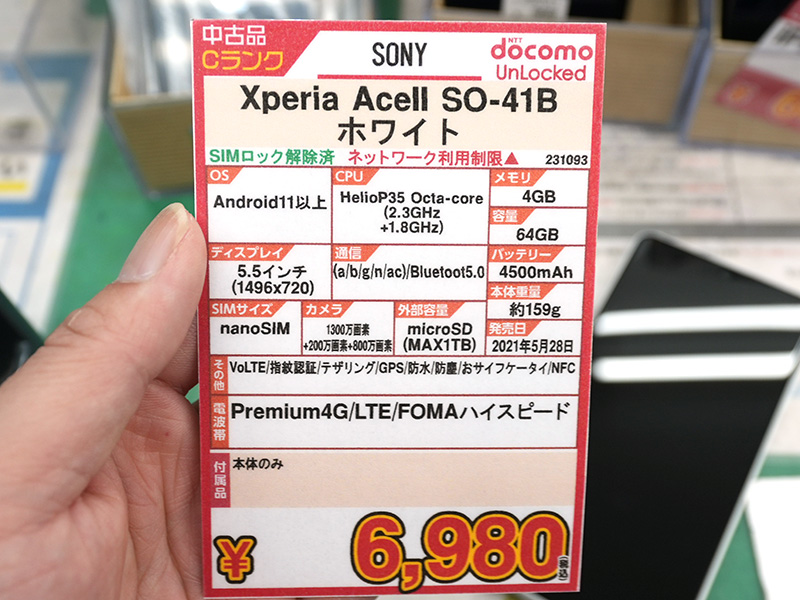 中古品
Cランク
SONY
NTT
docomo
UnLocked
Xperia Acell SO-41B
ホワイト
SIMロック解除済 ネットワーク利用制限▲ 231093
OS
Android11以上
CPU
HelioP35 Octa-core
(2.3GHz
+1.8GHz)
メモリ
4GB
容量
64GB
ディスプレイ
5.5インチ
(1496x720)
通信
(a/b/g/n/ac)/Bluetoot5.0
バッテリー
4500mAh
本体重量
約159g
SIMサイズ
nanoSIM
カメラ
1300万画素
+200万画素+800万画素
外部容量
microSD
(MAX1TB)
発売日
2021年5月28日
その他
VoLTE/指紋認証/テザリング/GPS/防水/防塵/おサイフケータイ/NFC
電波帯
Premium4G/LTE/FOMAハイスピード
付属品
本体のみ
¥ 6,980 (税込)